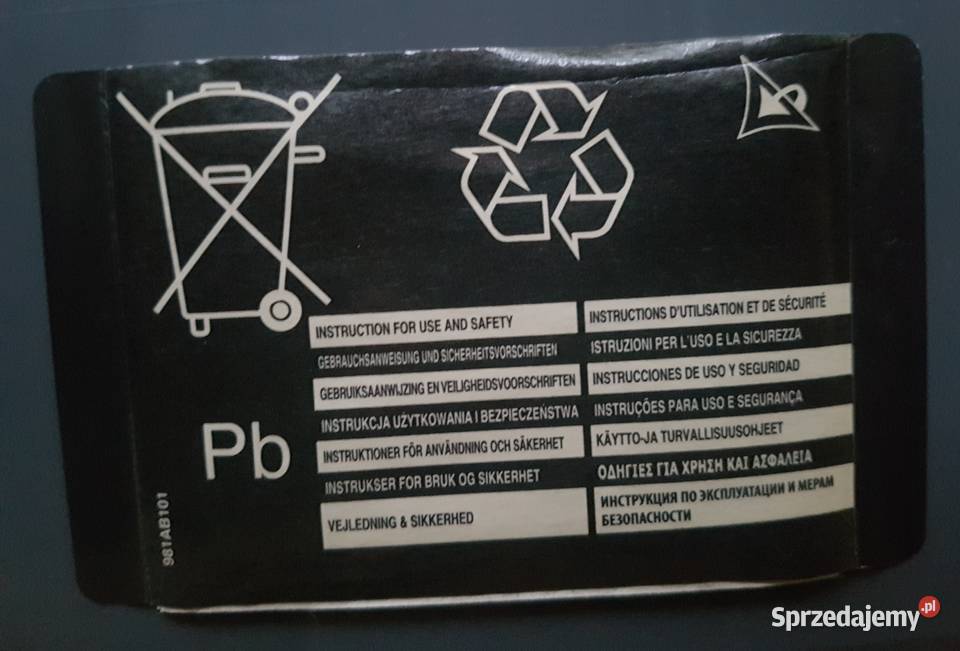 INSTRUCTION FOR USE AND SAFETY
GEBRAUCHSANWEISUNG UND SICHERHEITSVORSCHRIFTEN
GEBRUIKSAANWIJZING EN VEILIGHEIDSVOORSCHRIFTEN
INSTRUKCJA UŻYTKOWANIA I BEZPIECZEŃSTWA
INSTRUKTIONER FÖR ANVÄNDNING OCH SÄKERHET
INSTRUKSER FOR BRUK OG SIKKERHET
VEJLEDNING & SIKKERHED
INSTRUCTIONS D'UTILISATION ET DE SÉCURITÉ
ISTRUZIONI PER L'USO E LA SICUREZZA
INSTRUCCIONES DE USO Y SEGURIDAD
INSTRUÇÕES PARA USO E SEGURANÇA
KÄYTTO-JA TURVALLISUUSOHJEET
ΟΔΗΓΙΕΣ ΓΙΑ ΧΡΗΣΗ ΚΑΙ ΑΣΦΑΛΕΙΑ
ИНСТРУКЦИЯ ПО ЭКСПЛУАТАЦИИ И МЕРАМ
БЕЗОПАСНОСТИ
Pb
981AB101
Sprzedajemy.pl